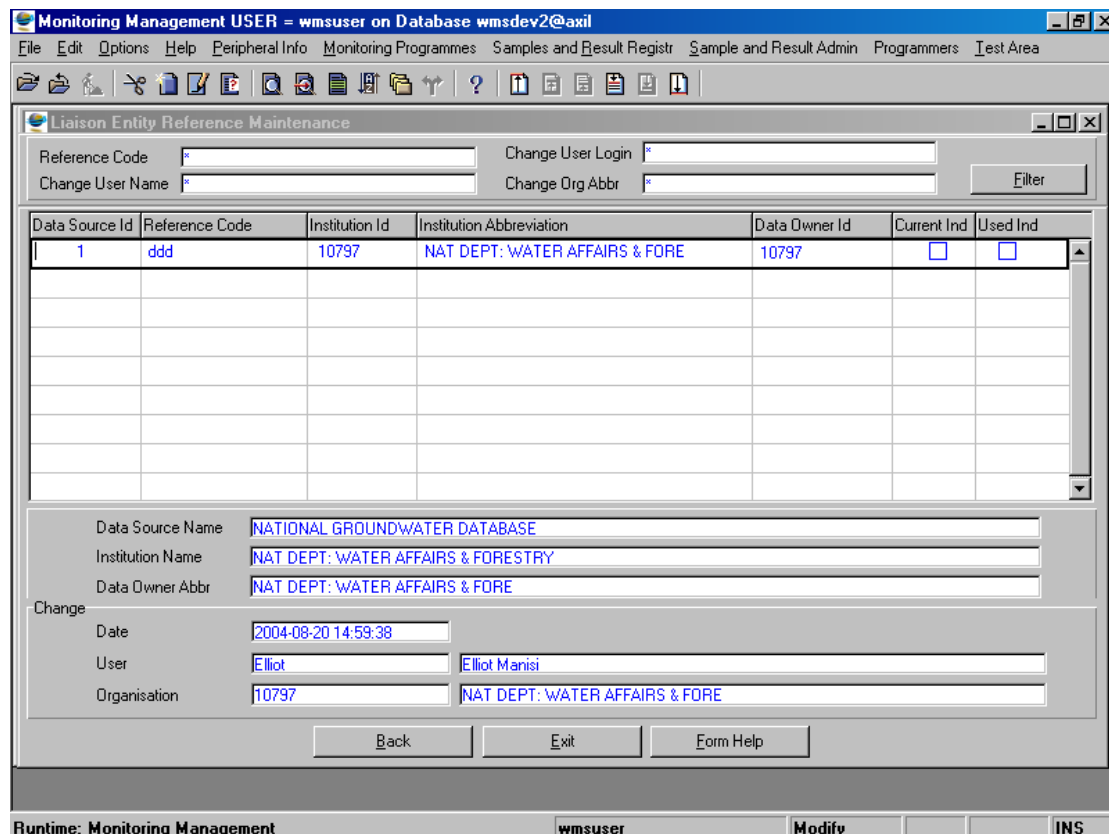 Monitoring Management USER = wmsuser on Database wmsdev2@axil
File Edit Options Help Peripheral Info Monitoring Programmes Samples and Result Registr Sample and Result Admin Programmers Test Area
Liaison Entity Reference Maintenance
Reference Code * Change User Login *
Change User Name * Change Org Abbr * Filter
Data Source Id Reference Code Institution Id Institution Abbreviation Data Owner Id Current Ind Used Ind
1 ddd 10797 NAT DEPT: WATER AFFAIRS & FORE 10797
Data Source Name NATIONAL GROUNDWATER DATABASE
Institution Name NAT DEPT: WATER AFFAIRS & FORESTRY
Data Owner Abbr NAT DEPT: WATER AFFAIRS & FORE
Change
Date 2004-08-20 14:59:38
User Elliot Elliot Manisi
Organisation 10797 NAT DEPT: WATER AFFAIRS & FORE
Back Exit Form Help
Runtime: Monitoring Management wmsuser Modify INS